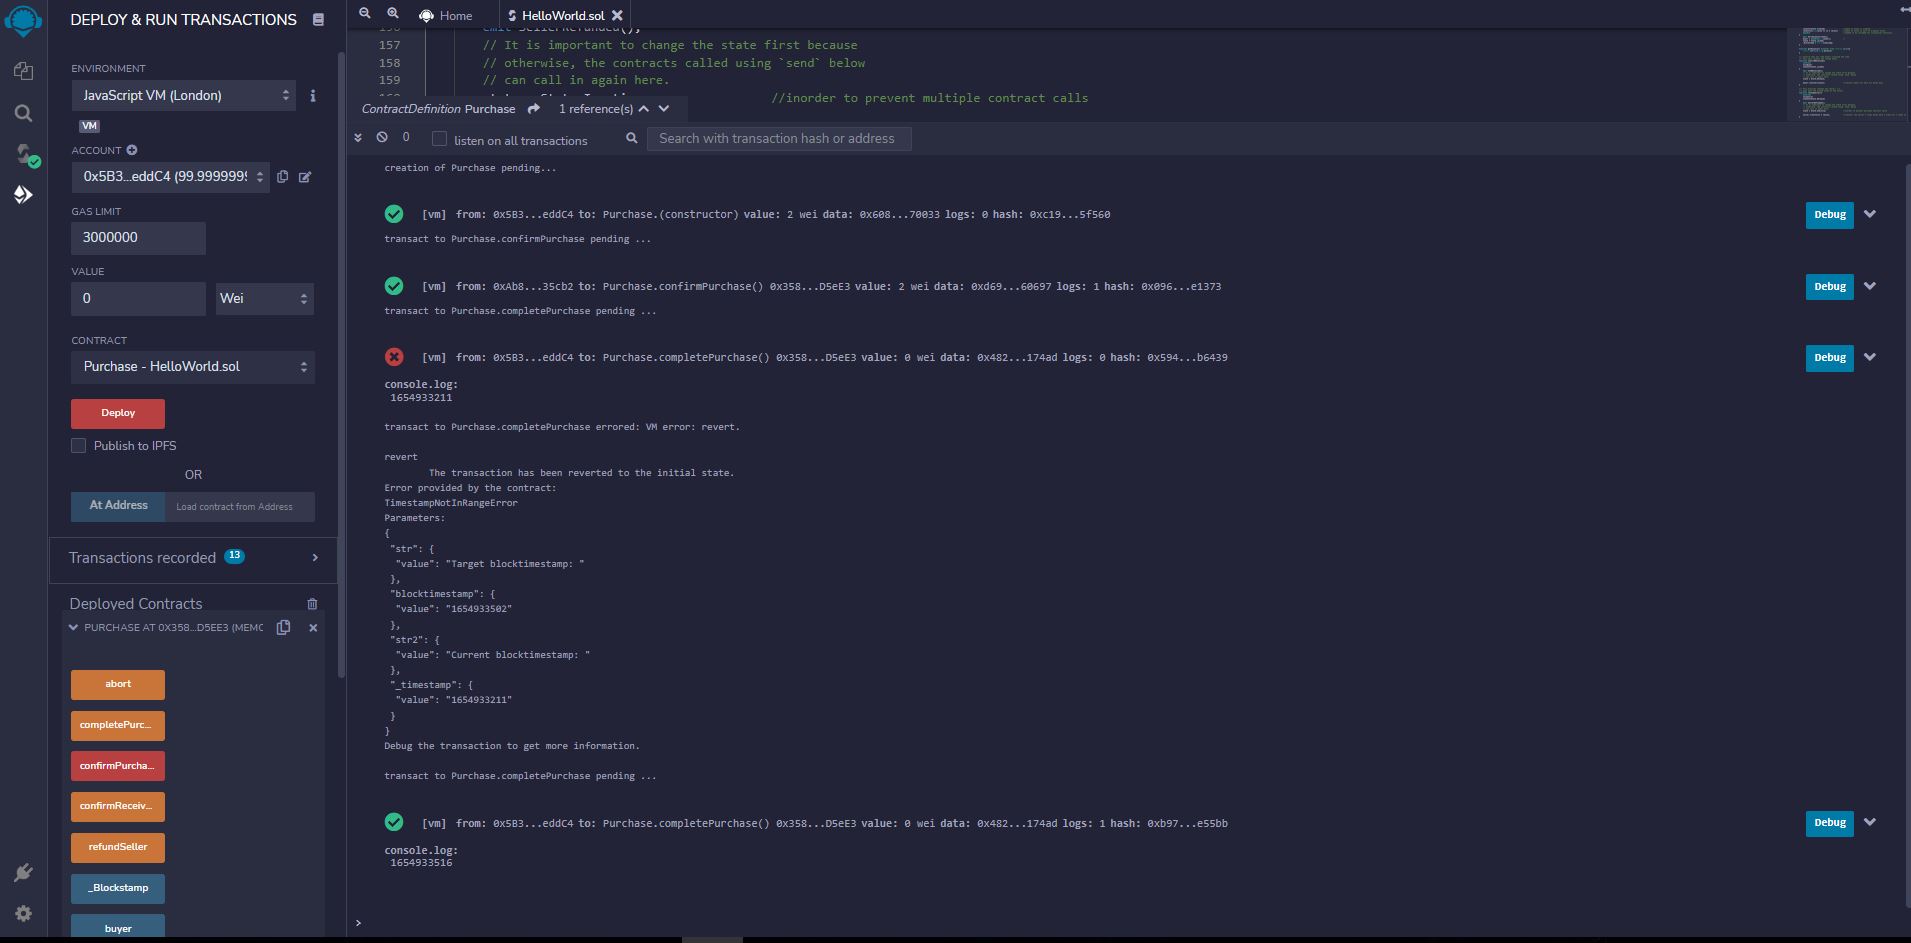 DEPLOY & RUN TRANSACTIONS
ENVIRONMENT
JavaScript VM (London)
VM
ACCOUNT
0x5B3...eddC4 (99.9999999
GAS LIMIT
3000000
VALUE
0
Wei
CONTRACT
Purchase - HelloWorld.sol
Deploy
Publish to IPFS
OR
At Address
Load contract from Address
Transactions recorded 13
Deployed Contracts
PURCHASE AT 0X358...D5EE3 (MEMO
abort
completePurc...
confirmPurcha...
confirmReceiv...
refundSeller
_Blockstamp
buyer
Home
HelloWorld.sol
157 // It is important to change the state first because
158 // otherwise, the contracts called using `send` below
159 // can call in again here.
//inorder to prevent multiple contract calls
ContractDefinition Purchase 1 reference(s)
0 listen on all transactions Search with transaction hash or address
creation of Purchase pending...
[vm] from: 0x5B3...eddC4 to: Purchase.(constructor) value: 2 wei data: 0x608...70033 logs: 0 hash: 0xc19...5f560 Debug
transact to Purchase.confirmPurchase pending ...
[vm] from: 0xAb8...35cb2 to: Purchase.confirmPurchase() 0x358...D5eE3 value: 2 wei data: 0xd69...60697 logs: 1 hash: 0x096...e1373 Debug
transact to Purchase.completePurchase pending ...
[vm] from: 0x5B3...eddC4 to: Purchase.completePurchase() 0x358...D5eE3 value: 0 wei data: 0x482...174ad logs: 0 hash: 0x594...b6439 Debug
console.log:
1654933211
transact to Purchase.completePurchase errored: VM error: revert.
revert
The transaction has been reverted to the initial state.
Error provided by the contract:
TimestampNotInRangeError
Parameters:
{
"str": {
"value": "Target blocktimestamp: "
},
"blocktimestamp": {
"value": "1654933502"
},
"str2": {
"value": "Current blocktimestamp: "
},
"_timestamp": {
"value": "1654933211"
}
}
Debug the transaction to get more information.
transact to Purchase.completePurchase pending ...
[vm] from: 0x5B3...eddC4 to: Purchase.completePurchase() 0x358...D5eE3 value: 0 wei data: 0x482...174ad logs: 1 hash: 0xb97...e55bb Debug
console.log:
1654933516
>